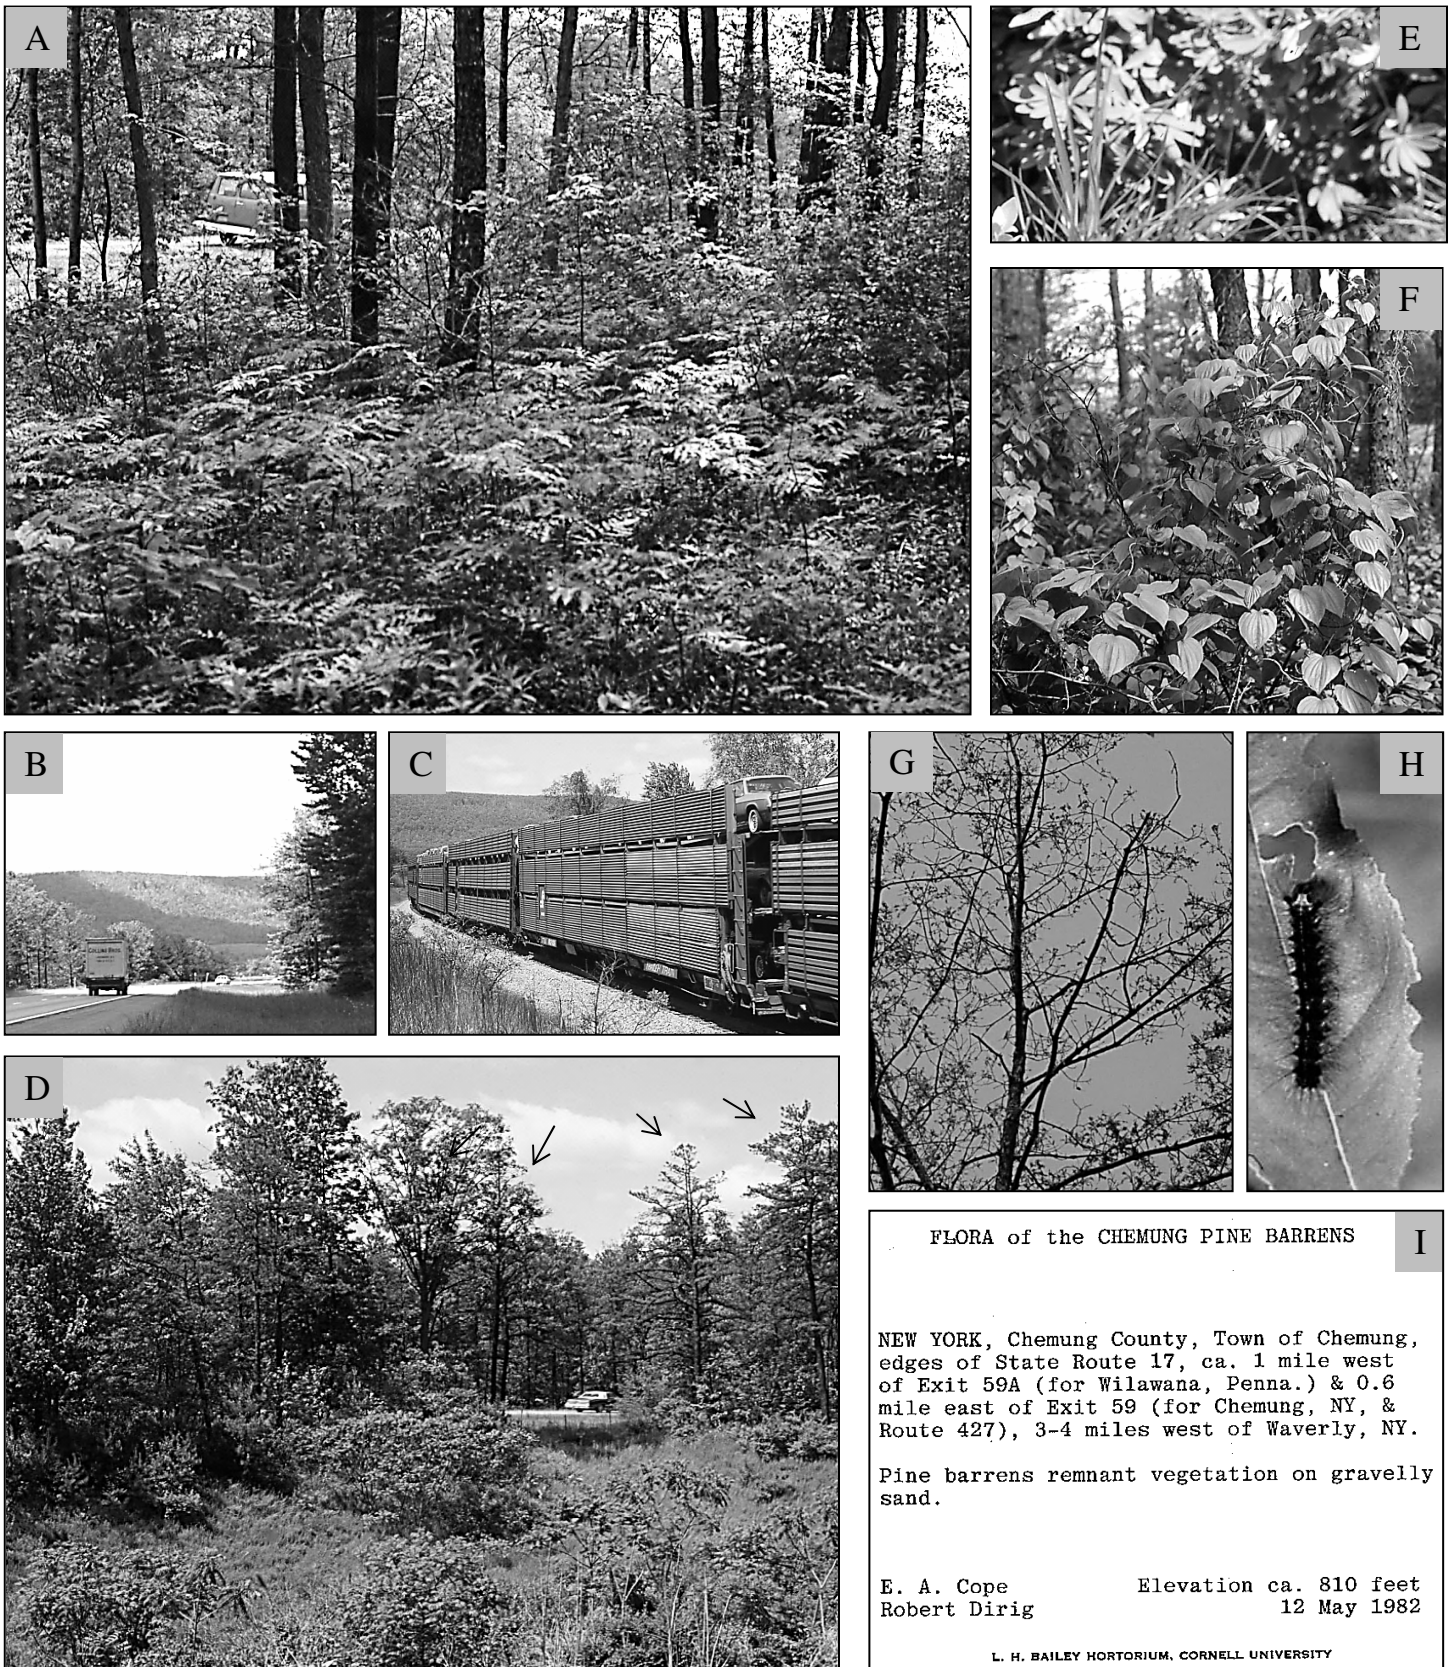 A
E
F
B
C
G
H
D
FLORA of the CHEMUNG PINE BARRENS
I
NEW YORK, Chemung County, Town of Chemung,
edges of State Route 17, ca. 1 mile west
of Exit 59A (for Wilawana, Penna.) & 0.6
mile east of Exit 59 (for Chemung, NY, &
Route 427), 3-4 miles west of Waverly, NY.
Pine barrens remnant vegetation on gravelly
sand.
E. A. Cope Elevation ca. 810 feet
Robert Dirig 12 May 1982
L. H. BAILEY HORTORIUM, CORNELL UNIVERSITY